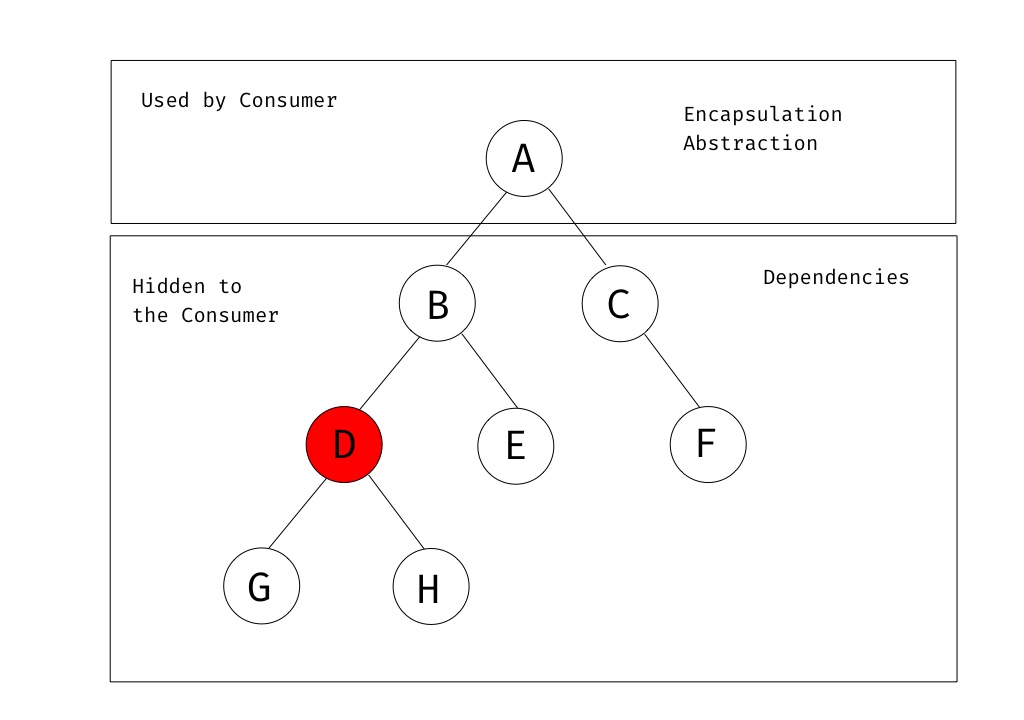 Used by Consumer
Encapsulation
Abstraction
A
Hidden to
the Consumer
Dependencies
B
C
D
E
F
G
H